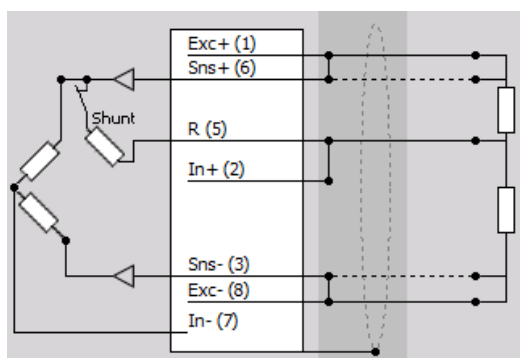 Exc+ (1)
Sns+ (6)
Shunt
R (5)
In+ (2)
Sns- (3)
Exc- (8)
In- (7)